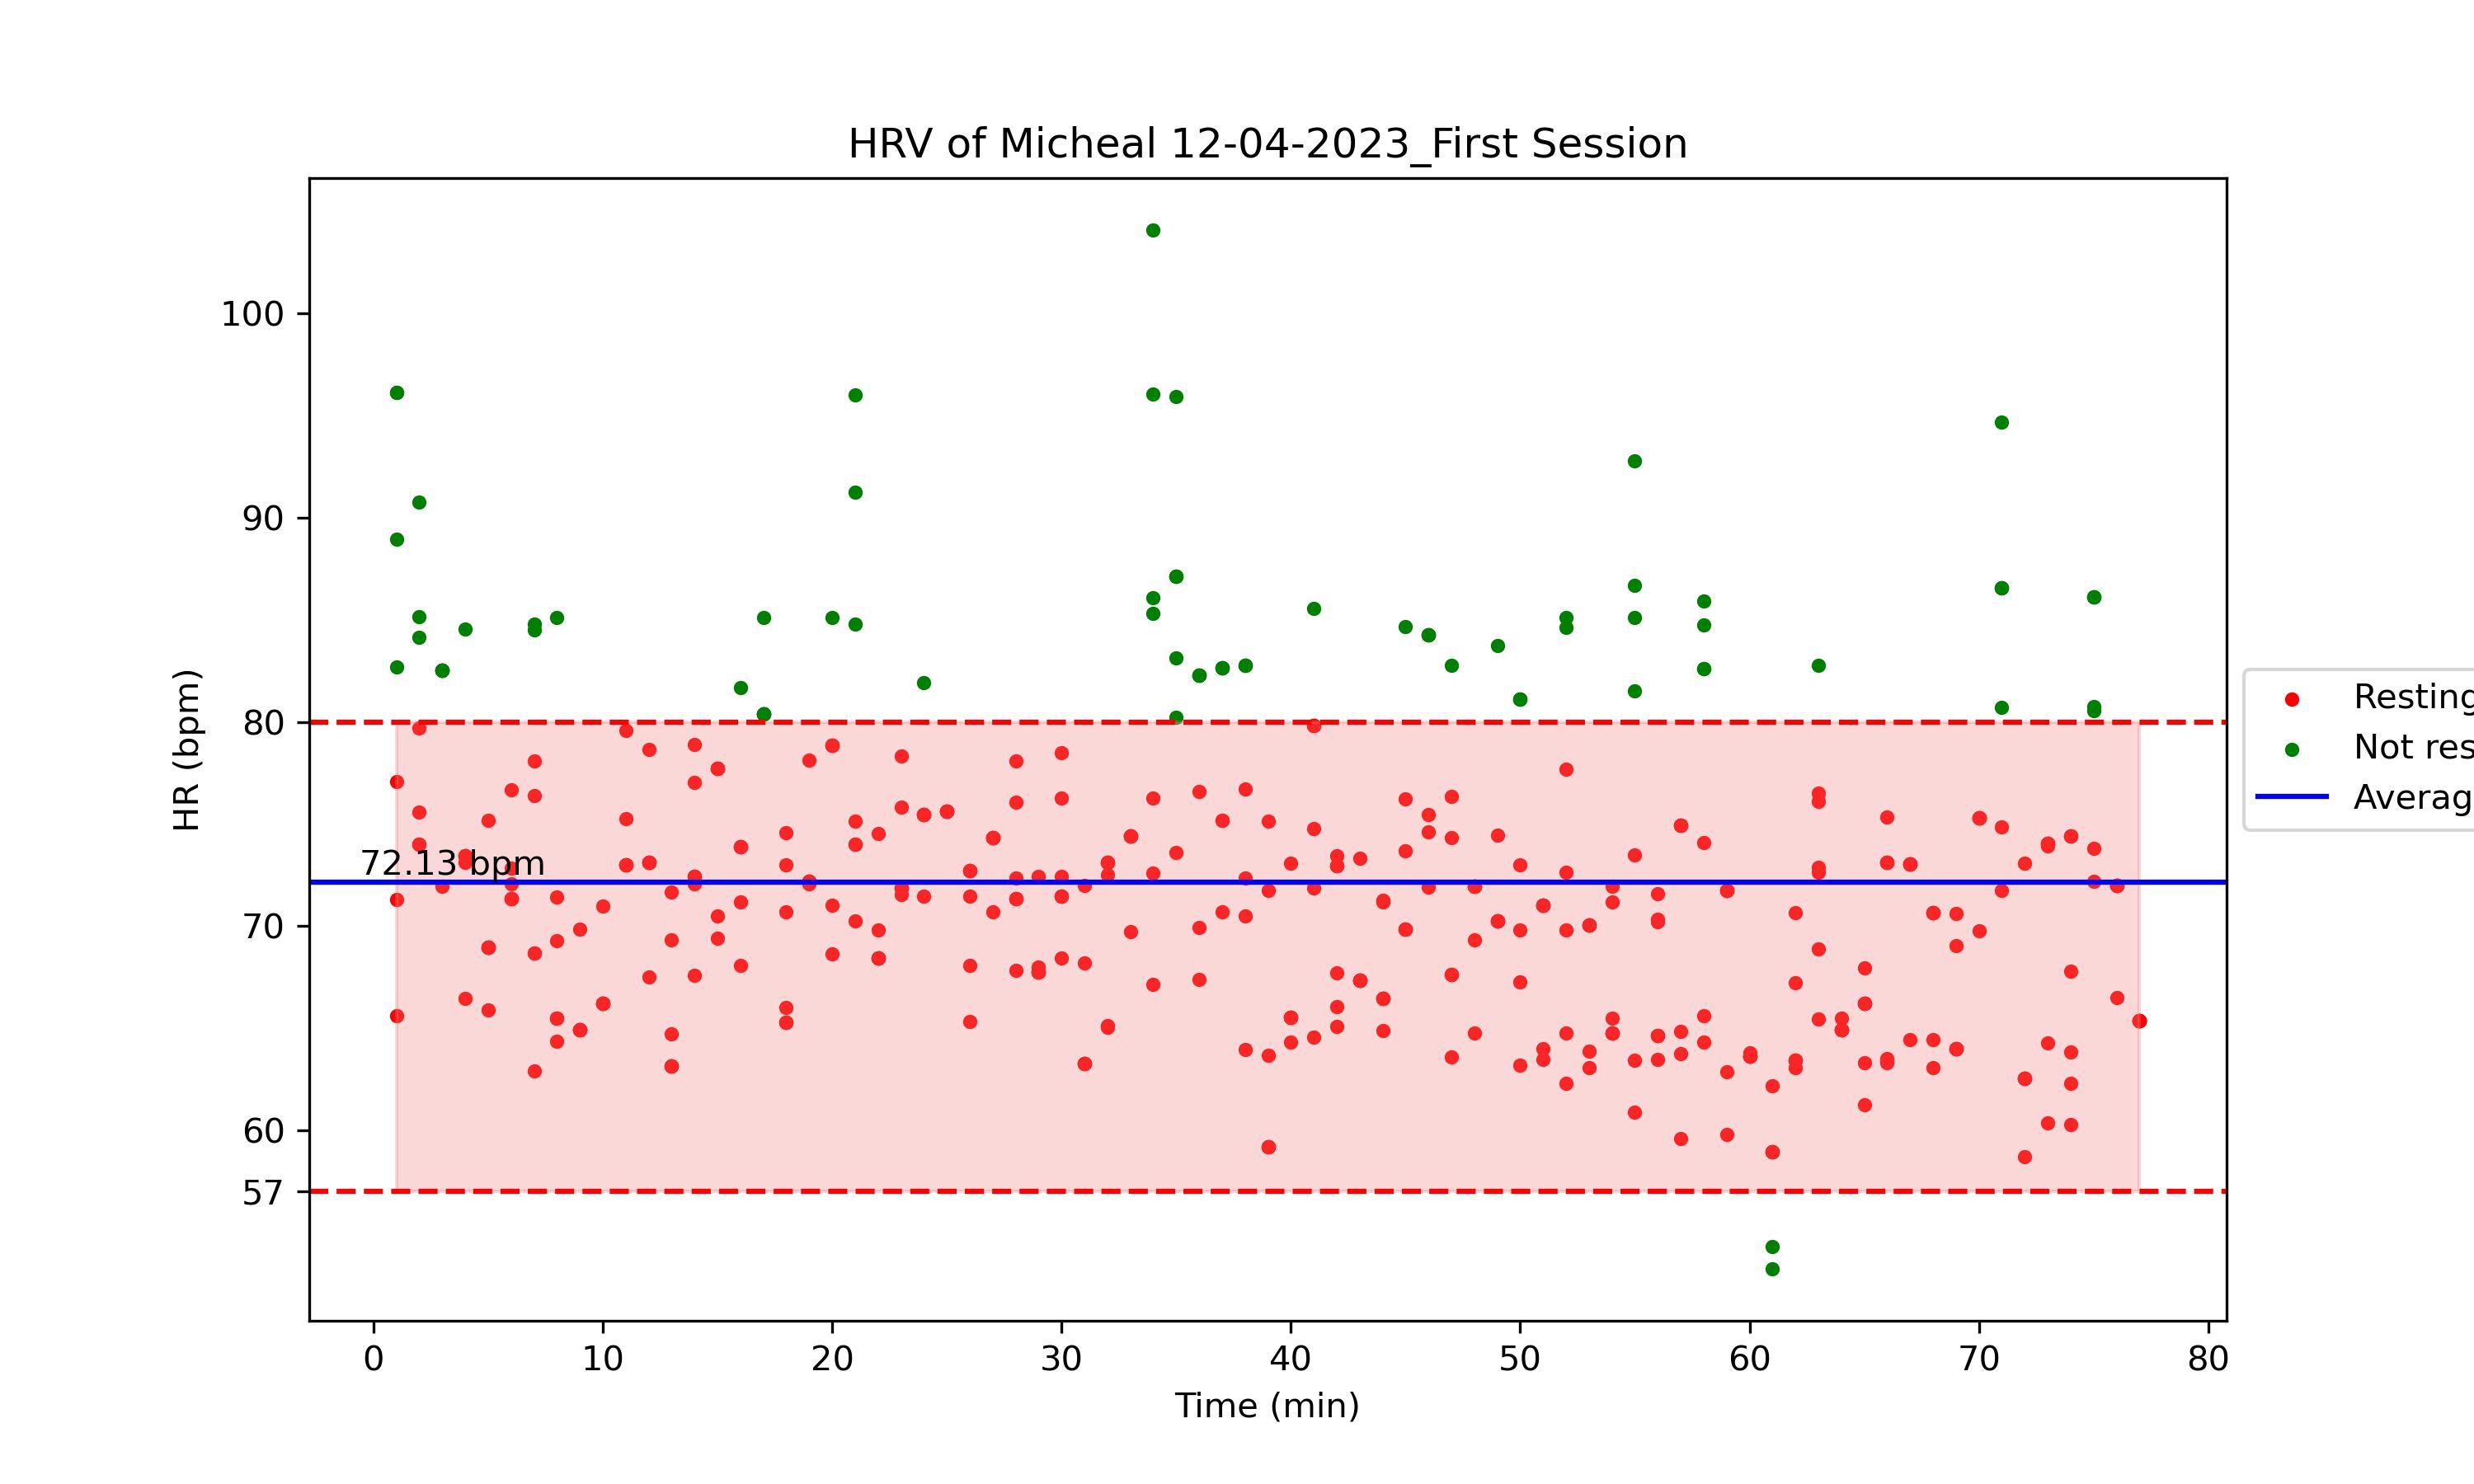 HRV of Micheal 12-04-2023_First Session
HR (bpm)
100
90
80
70
60
57
72.13 bpm
0 10 20 30 40 50 60 70 80
Time (min)
Resting
Not res
Averag